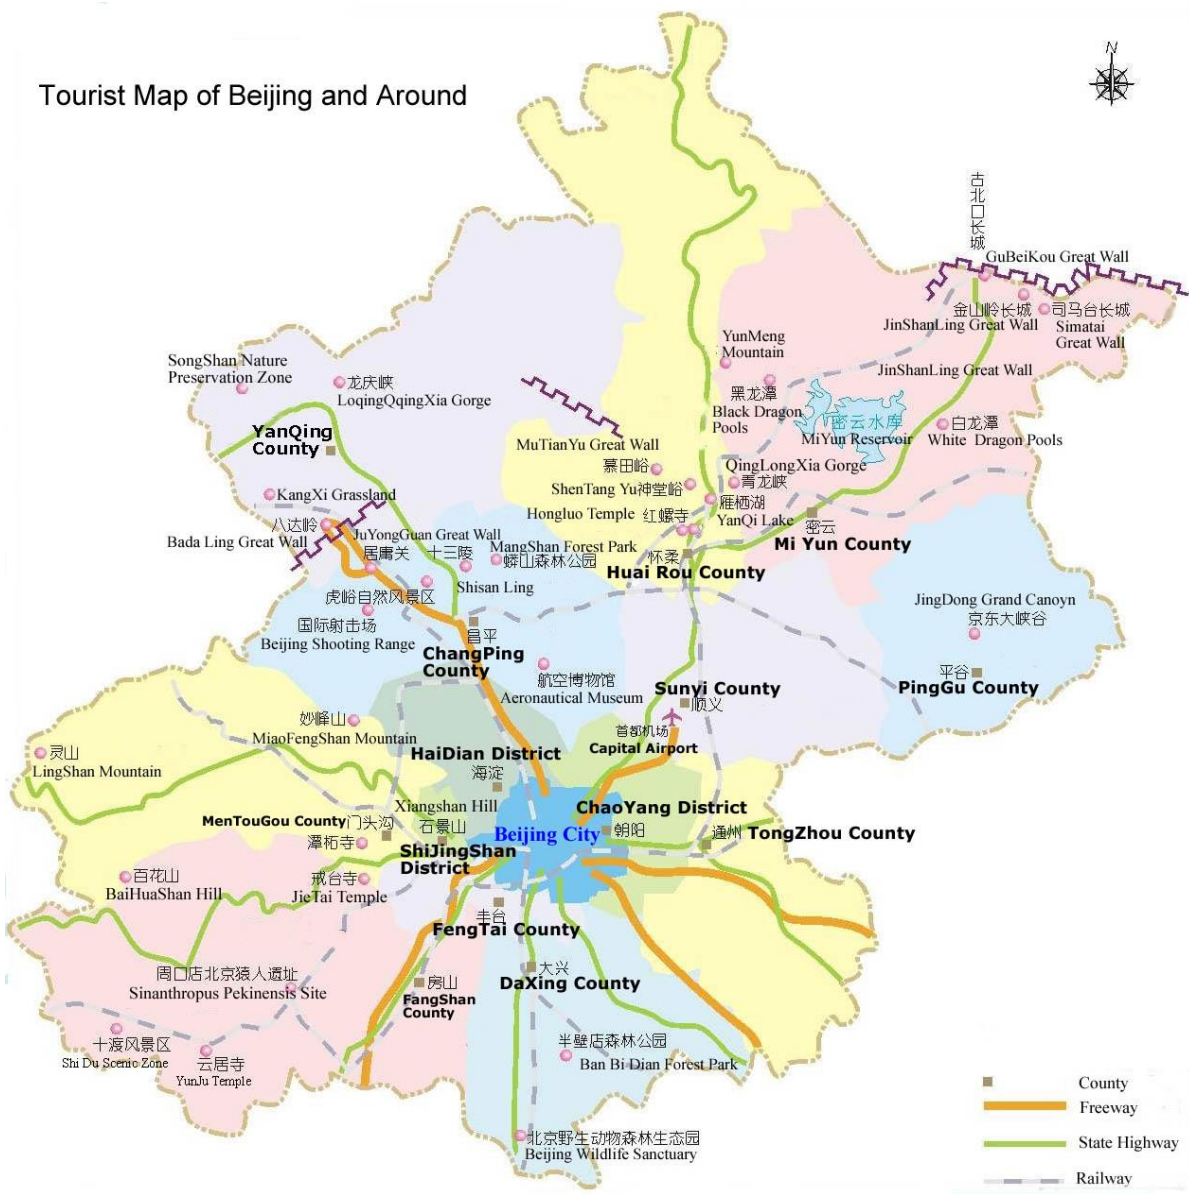 N
Tourist Map of Beijing and Around
古北口长城
GuBeiKou Great Wall
金山岭长城
司马台长城
JinShanLing Great Wall
Simatai
Great Wall
YunMeng
Mountain
SongShan Nature
Preservation Zone
龙庆峡
LoqingQqingXia Gorge
JinShanLing Great Wall
黑龙潭
Black Dragon
Pools
密云水库
MiYun Reservoir
白龙潭
White Dragon Pools
YanQing
County
MuTianYu Great Wall
慕田峪
QingLongXia Gorge
青龙峡
ShenTang Yu神堂峪
KangXi Grassland
雁栖湖
YanQi Lake
Hongluo Temple 红螺寺
密云
Mi Yun County
八达岭
Bada Ling Great Wall
JuYongGuan Great Wall
居庸关
十三陵
Shisan Ling
MangShan Forest Park
蟒山森林公园
怀柔
Huai Rou County
虎峪自然风景区
国际射击场
Beijing Shooting Range
JingDong Grand Canoyn
京东大峡谷
昌平
ChangPing
County
航空博物馆
Aeronautical Museum
平谷
PingGu County
Sunyi County
顺义
妙峰山
MiaoFengShan Mountain
首都机场
Capital Airport
灵山
LingShan Mountain
HaiDian District
海淀
Xiangshan Hill
ChaoYang District
朝阳
MenTouGou County门头沟
石景山
Beijing City
通州
TongZhou County
潭柘寺
ShiJingShan
District
百花山
BaiHuaShan Hill
戒台寺
JieTai Temple
丰台
FengTai County
周口店北京猿人遗址
Sinanthropus Pekinensis Site
房山
FangShan
County
大兴
DaXing County
十渡风景区
Shi Du Scenic Zone
云居寺
YunJu Temple
半壁店森林公园
Ban Bi Dian Forest Park
北京野生动物森林生态园
Beijing Wildlife Sanctuary
County
Freeway
State Highway
Railway